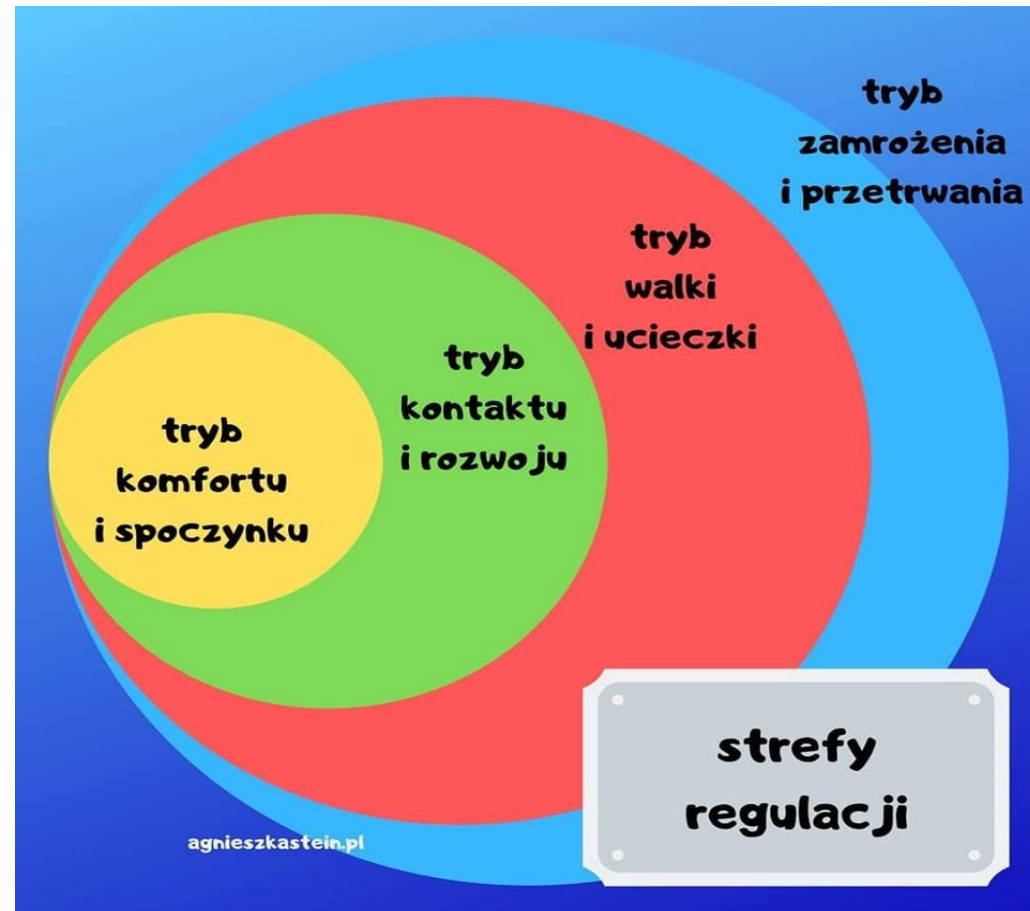 tryb
zamrożenia
i przetrwania
tryb
walki
i ucieczki
tryb
kontaktu
i rozwoju
tryb
komfortu
i spoczynku
strefy
regulacji
agnieszkastein.pl